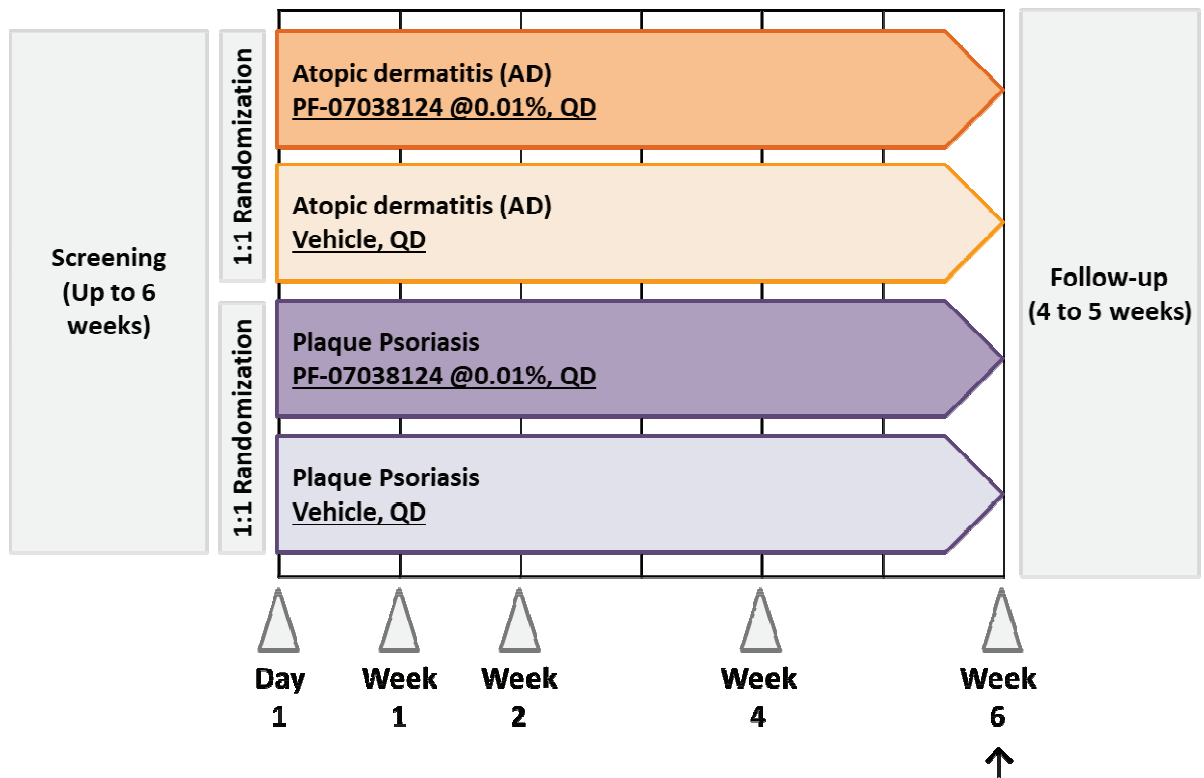 Screening
(Up to 6
weeks)
1:1 Randomization
Atopic dermatitis (AD)
PF-07038124 @0.01%, QD
Atopic dermatitis (AD)
Vehicle, QD
1:1 Randomization
Plaque Psoriasis
PF-07038124 @0.01%, QD
Plaque Psoriasis
Vehicle, QD
Follow-up
(4 to 5 weeks)
Day
1
Week
1
Week
2
Week
4
Week
6